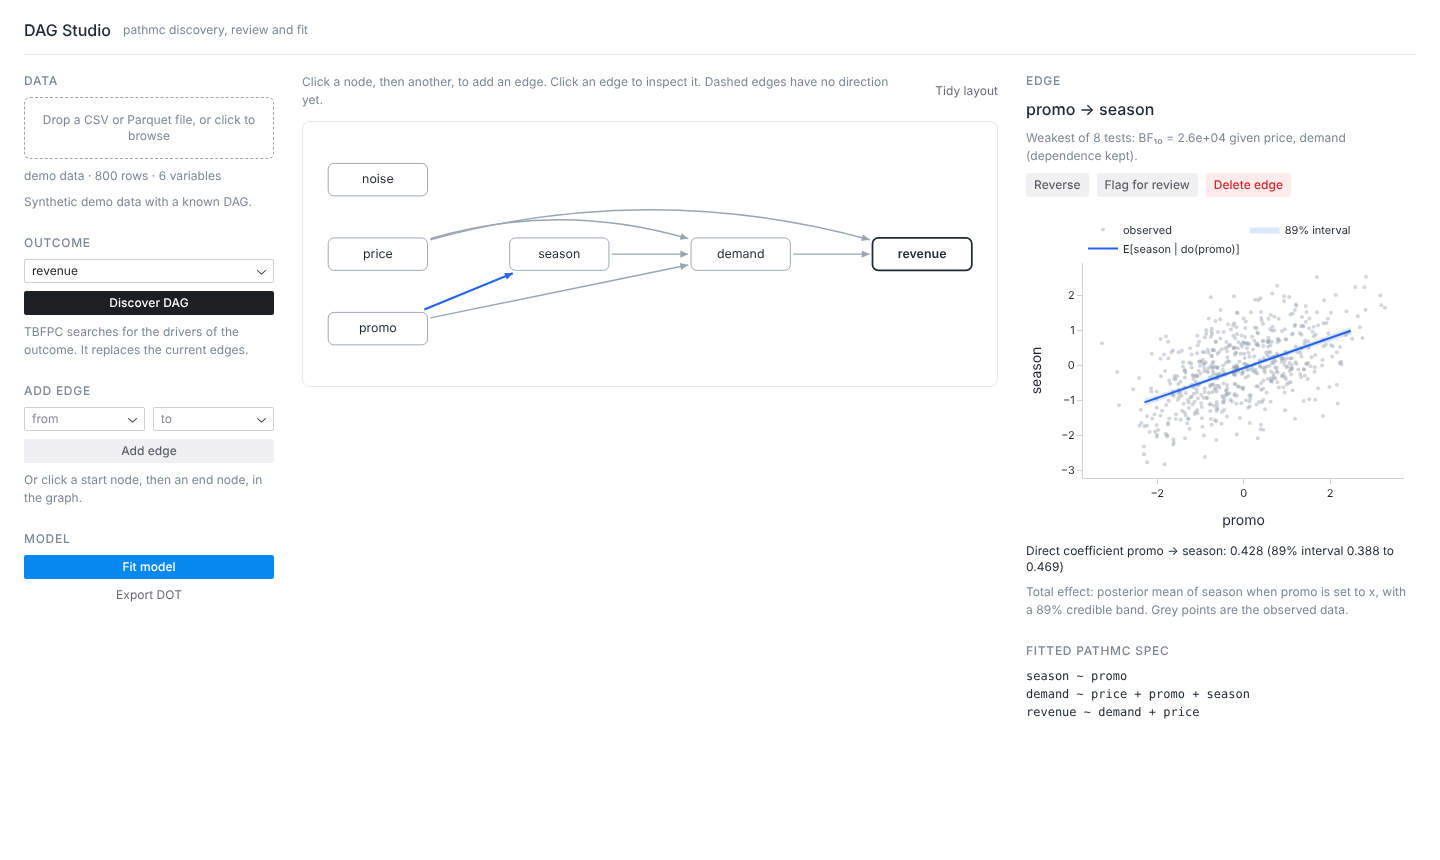 DAG Studio pathmc discovery, review and fit
DATA
Drop a CSV or Parquet file, or click to
browse
demo data · 800 rows · 6 variables
Synthetic demo data with a known DAG.
OUTCOME
revenue
Discover DAG
TBFPC searches for the drivers of the
outcome. It replaces the current edges.
ADD EDGE
from to
Add edge
Or click a start node, then an end node, in
the graph.
MODEL
Fit model
Export DOT
Click a node, then another, to add an edge. Click an edge to inspect it. Dashed edges have no direction
yet.
Tidy layout
noise
price season demand revenue
promo
EDGE
promo → season
Weakest of 8 tests: BF₁₀ = 2.6e+04 given price, demand
(dependence kept).
Reverse Flag for review Delete edge
observed 89% interval
E[season | do(promo)]
2
1
0
−1
−2
−3
season
−2 0 2
promo
Direct coefficient promo → season: 0.428 (89% interval 0.388 to
0.469)
Total effect: posterior mean of season when promo is set to x, with
a 89% credible band. Grey points are the observed data.
FITTED PATHMC SPEC
season ~ promo
demand ~ price + promo + season
revenue ~ demand + price